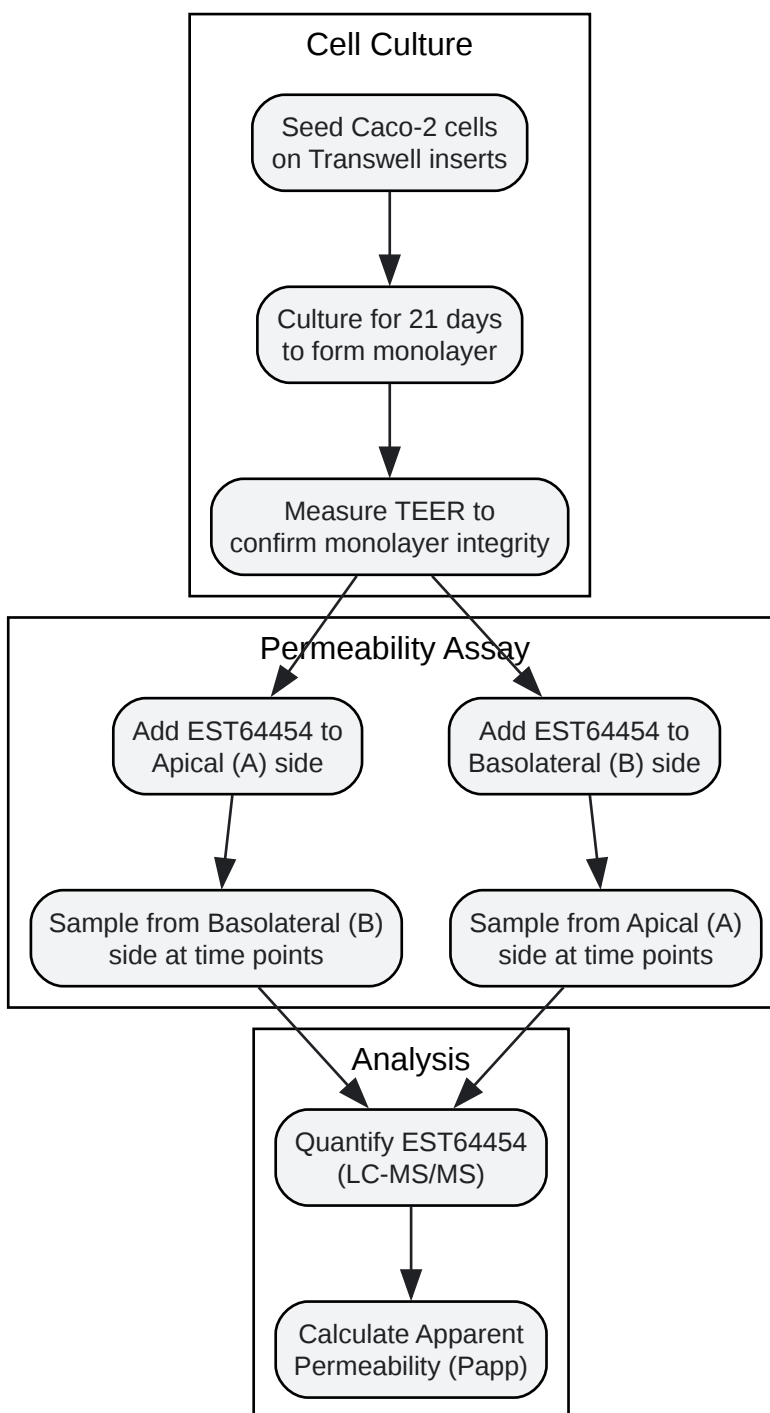 Cell Culture
Seed Caco-2 cells
on Transwell inserts
Culture for 21 days
to form monolayer
Measure TEER to
confirm monolayer integrity
Permeability Assay
Add EST64454 to
Apical (A) side
Add EST64454 to
Basolateral (B) side
Sample from Basolateral (B)
side at time points
Sample from Apical (A)
side at time points
Analysis
Quantify EST64454
(LC-MS/MS)
Calculate Apparent
Permeability (Papp)